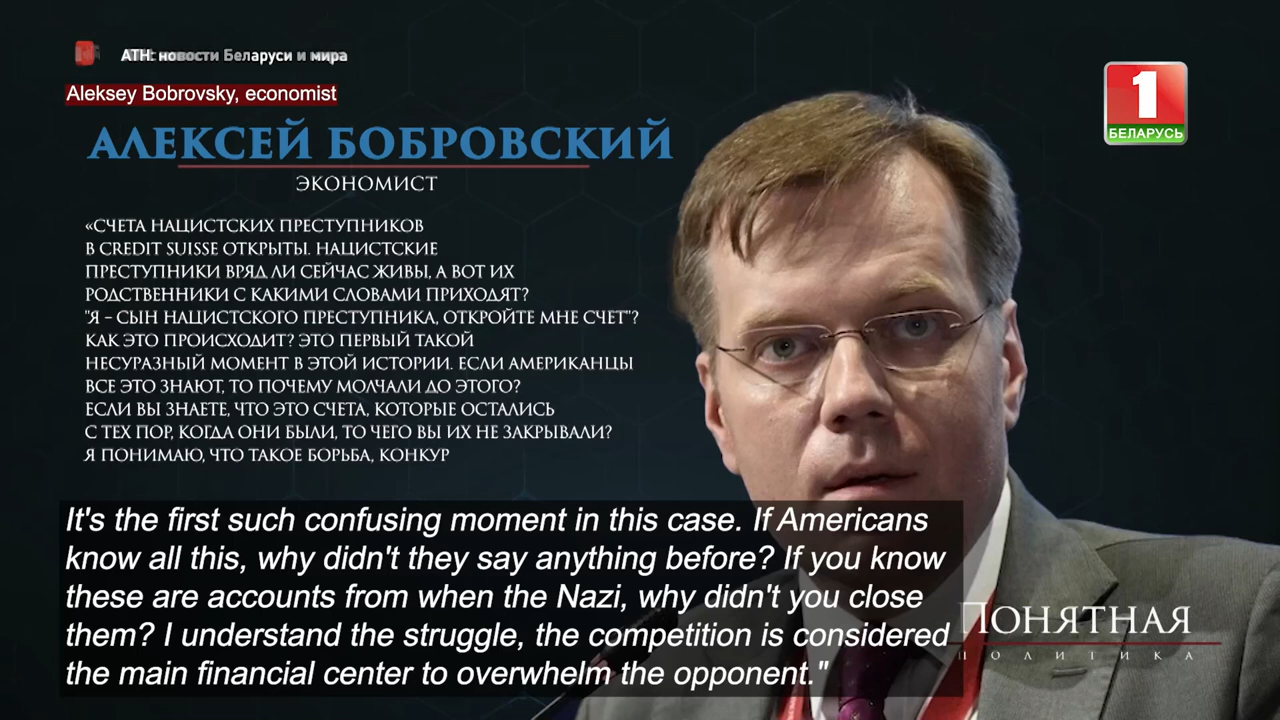 АТН: новости Беларуси и мира
Aleksey Bobrovsky, economist
АЛЕКСЕЙ БОБРОВСКИЙ
ЭКОНОМИСТ
1
БЕЛАРУСЬ
«СЧЕТА НАЦИСТСКИХ ПРЕСТУПНИКОВ
В CREDIT SUISSE ОТКРЫТЫ. НАЦИСТСКИЕ
ПРЕСТУПНИКИ ВРЯД ЛИ СЕЙЧАС ЖИВЫ, А ВОТ ИХ
РОДСТВЕННИКИ С КАКИМИ СЛОВАМИ ПРИХОДЯТ?
"Я – СЫН НАЦИСТСКОГО ПРЕСТУПНИКА, ОТКРОЙТЕ МНЕ СЧЕТ"?
КАК ЭТО ПРОИСХОДИТ? ЭТО ПЕРВЫЙ ТАКОЙ
НЕСУРАЗНЫЙ МОМЕНТ В ЭТОЙ ИСТОРИИ. ЕСЛИ АМЕРИКАНЦЫ
ВСЕ ЭТО ЗНАЮТ, ТО ПОЧЕМУ МОЛЧАЛИ ДО ЭТОГО?
ЕСЛИ ВЫ ЗНАЕТЕ, ЧТО ЭТО СЧЕТА, КОТОРЫЕ ОСТАЛИСЬ
С ТЕХ ПОР, КОГДА ОНИ БЫЛИ, ТО ЧЕГО ВЫ ИХ НЕ ЗАКРЫВАЛИ?
Я ПОНИМАЮ, ЧТО ТАКОЕ БОРЬБА, КОНКУР
It's the first such confusing moment in this case. If Americans
know all this, why didn't they say anything before? If you know
these are accounts from when the Nazi, why didn't you close
them? I understand the struggle, the competition is considered
the main financial center to overwhelm the opponent."
ПОНЯТНАЯ
ПОЛИТИКА